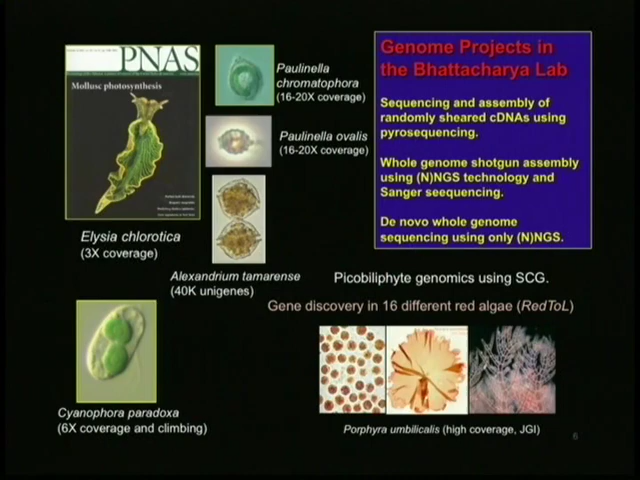 PNAS
Mollusc photosynthesis
Elysia chlorotica
(3X coverage)
Paulinella
chromatophora
(16-20X coverage)
Paulinella ovalis
(16-20X coverage)
Alexandrium tamarense
(40K unigenes)
Genome Projects in
the Bhattacharya Lab
Sequencing and assembly of
randomly sheared cDNAs using
pyrosequencing.
Whole genome shotgun assembly
using (N)NGS technology and
Sanger seequencing.
De novo whole genome
sequencing using only (N)NGS.
Picobiliphyte genomics using SCG.
Gene discovery in 16 different red algae (RedToL)
Cyanophora paradoxa
(6X coverage and climbing)
Porphyra umbilicalis (high coverage, JGI)
6